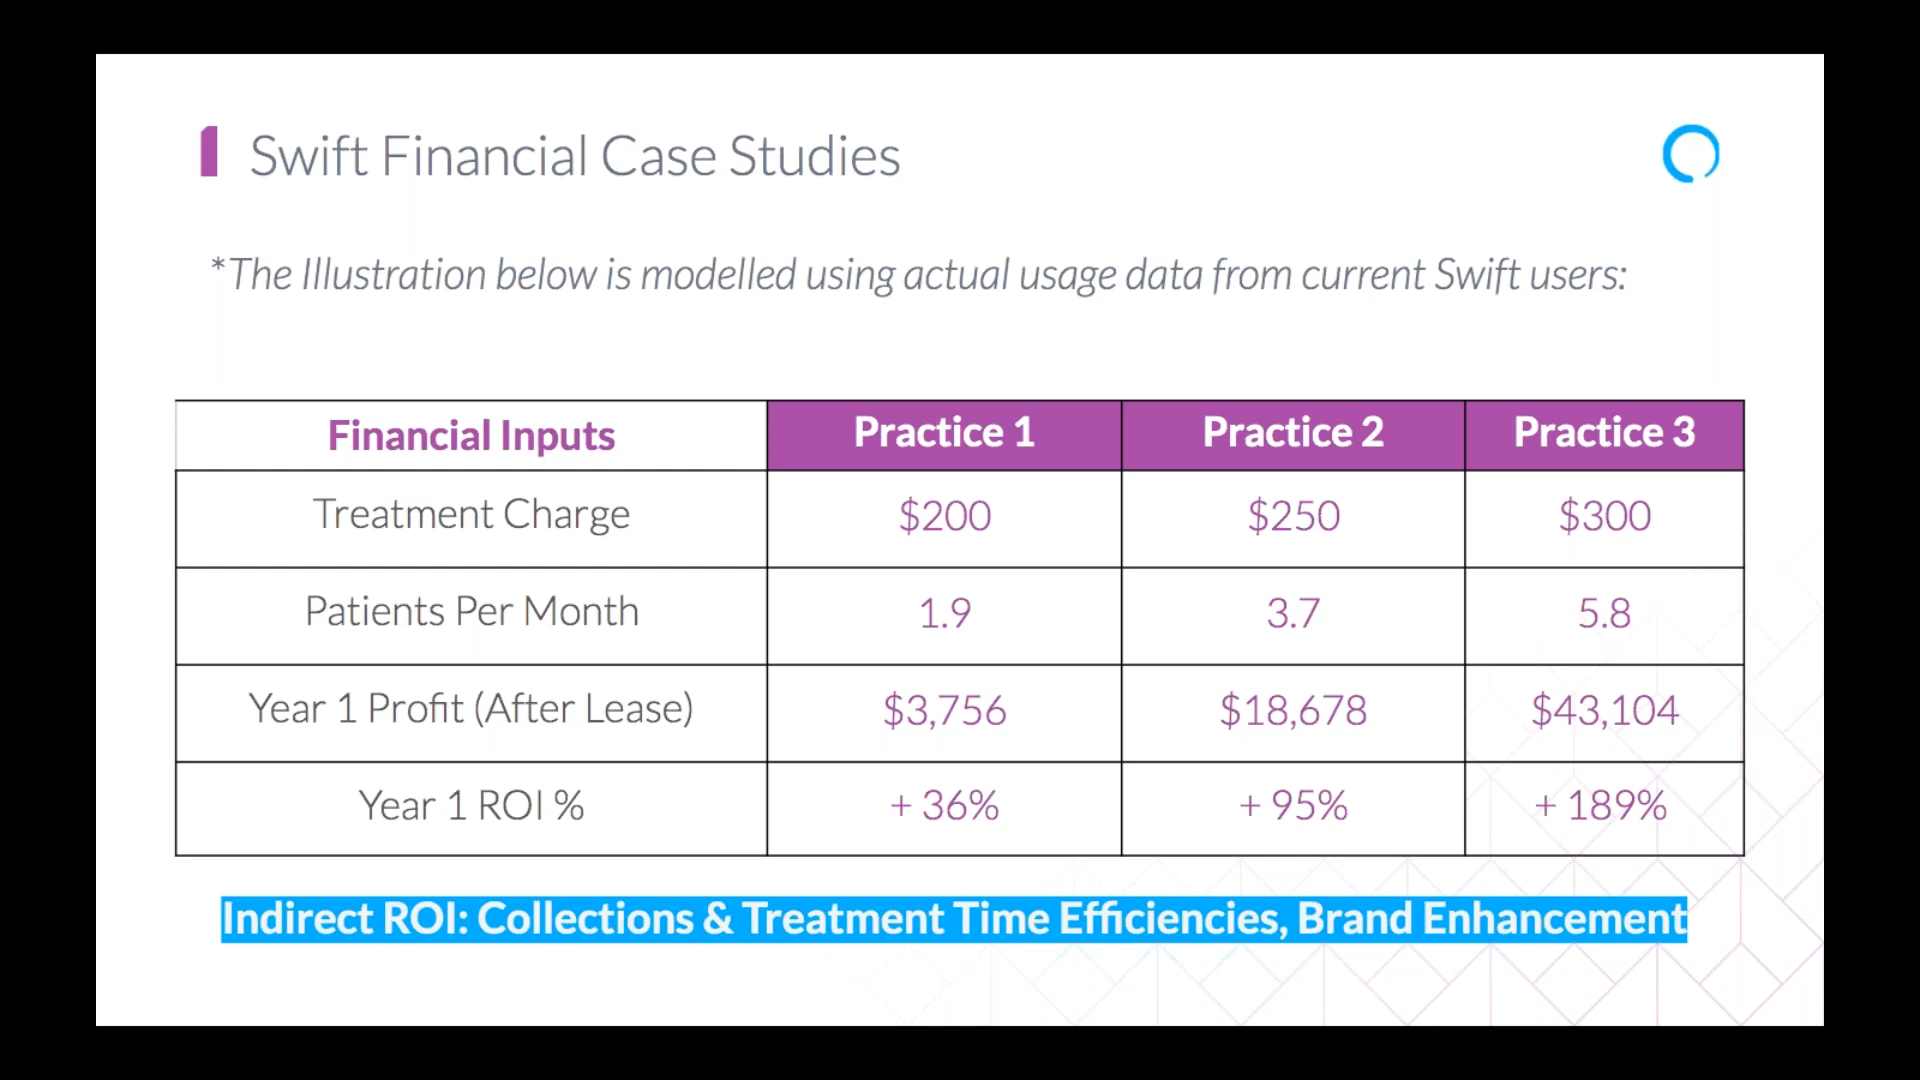 Swift Financial Case Studies
*The Illustration below is modelled using actual usage data from current Swift users:
Financial Inputs Practice 1 Practice 2 Practice 3
Treatment Charge $200 $250 $300
Patients Per Month 1.9 3.7 5.8
Year 1 Profit (After Lease) $3,756 $18,678 $43,104
Year 1 ROI % + 36% + 95% + 189%
Indirect ROI: Collections & Treatment Time Efficiencies, Brand Enhancement